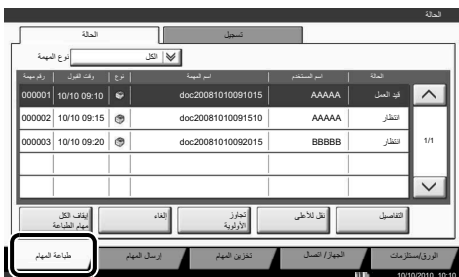 الحالة
الحالة
تسجيل
نوع المهمة
الكل
رقم مهمة وقت القبول نوع اسم المهمة اسم المستخدم الحالة
000001 10/10 09:10 doc20081010091015 AAAAA قيد العمل
000002 10/10 09:15 doc20081010091510 AAAAA انتظار
000003 10/10 09:20 doc20081010092015 BBBBB انتظار
1/1
إيقاف الكل
مهام الطباعة
إلغاء
تجاوز
الأولوية
نقل للأعلى
التفاصيل
طباعة المهام
إرسال المهام
تخزين المهام
الجهاز/ اتصال
الورق/مستلزمات
10/10/2010 10:10